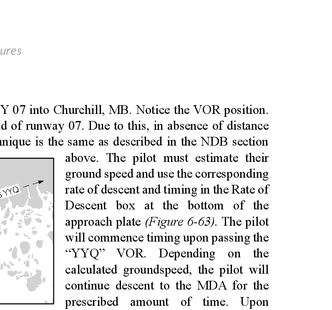 ures
Y 07 into Churchill, MB. Notice the VOR position.
d of runway 07. Due to this, in absence of distance
nique is the same as described in the NDB section
above. The pilot must estimate their
ground speed and use the corresponding
rate of descent and timing in the Rate of
Descent box at the bottom of the
approach plate (Figure 6-63). The pilot
will commence timing upon passing the
“YYQ” VOR. Depending on the
calculated groundspeed, the pilot will
continue descent to the MDA for the
prescribed amount of time. Upon
YYQ